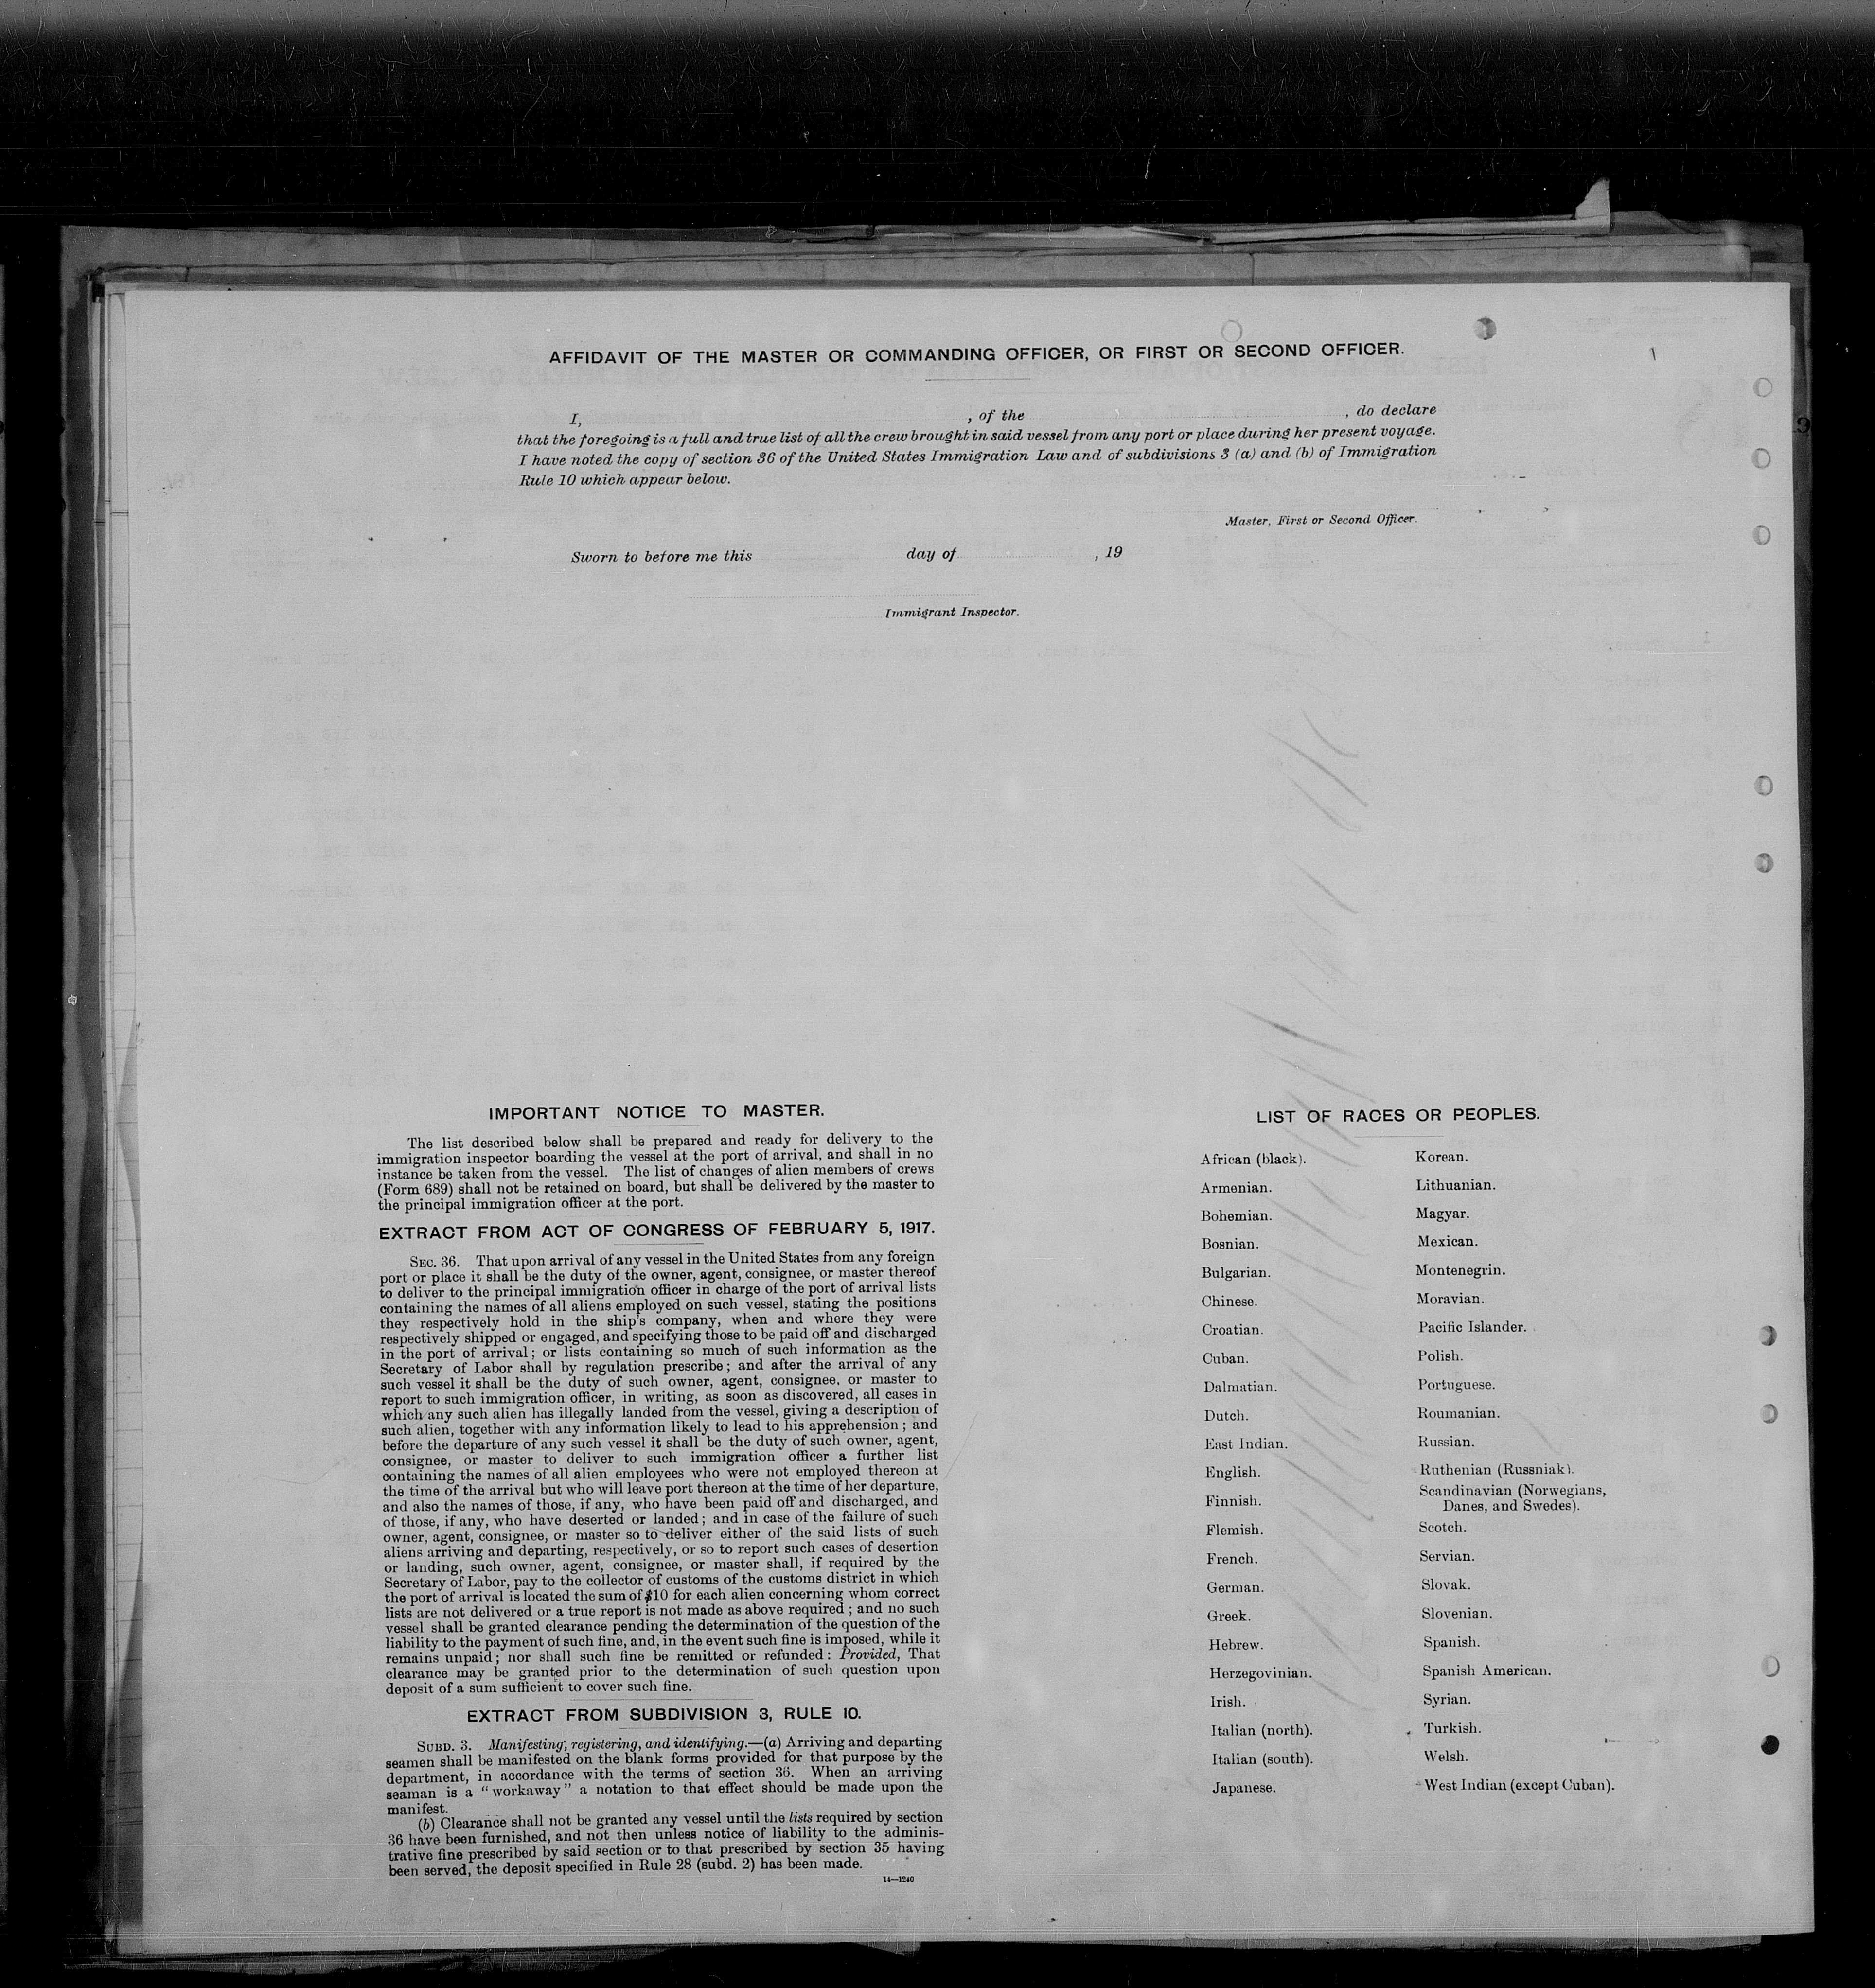 AFFIDAVIT OF THE MASTER OR COMMANDING OFFICER, OR FIRST OR SECOND OFFICER.
I, , of the , do declare
that the foregoing is a full and true list of all the crew brought in said vessel from any port or place during her present voyage.
I have noted the copy of section 36 of the United States Immigration Law and of subdivisions 3 (a) and (b) of Immigration
Rule 10 which appear below.
Master, First or Second Officer.
Sworn to before me this day of , 19
Immigrant Inspector.
IMPORTANT NOTICE TO MASTER.
The list described below shall be prepared and ready for delivery to the
immigration inspector boarding the vessel at the port of arrival, and shall in no
instance be taken from the vessel. The list of changes of alien members of crews
(Form 689) shall not be retained on board, but shall be delivered by the master to
the principal immigration officer at the port.
EXTRACT FROM ACT OF CONGRESS OF FEBRUARY 5, 1917.
SEC. 36. That upon arrival of any vessel in the United States from any foreign
port or place it shall be the duty of the owner, agent, consignee, or master thereof
to deliver to the principal immigration officer in charge of the port of arrival lists
containing the names of all aliens employed on such vessel, stating the positions
they respectively hold in the ship's company, when and where they were
respectively shipped or engaged, and specifying those to be paid off and discharged
in the port of arrival; or lists containing so much of such information as the
Secretary of Labor shall by regulation prescribe; and after the arrival of any
such vessel it shall be the duty of such owner, agent, consignee, or master to
report to such immigration officer, in writing, as soon as discovered, all cases in
which any such alien has illegally landed from the vessel, giving a description of
such alien, together with any information likely to lead to his apprehension; and
before the departure of any such vessel it shall be the duty of such owner, agent,
consignee, or master to deliver to such immigration officer a further list
containing the names of all alien employees who were not employed thereon at
the time of the arrival but who will leave port thereon at the time of her departure,
and also the names of those, if any, who have been paid off and discharged, and
of those, if any, who have deserted or landed; and in case of the failure of such
owner, agent, consignee, or master so to deliver either of the said lists of such
aliens arriving and departing, respectively, or so to report such cases of desertion
or landing, such owner, agent, consignee, or master shall, if required by the
Secretary of Labor, pay to the collector of customs of the customs district in which
the port of arrival is located the sum of $10 for each alien concerning whom correct
lists are not delivered or a true report is not made as above required; and no such
vessel shall be granted clearance pending the determination of the question of the
liability to the payment of such fine, and, in the event such fine is imposed, while it
remains unpaid; nor shall such fine be remitted or refunded: Provided, That
clearance may be granted prior to the determination of such question upon
deposit of a sum sufficient to cover such fine.
EXTRACT FROM SUBDIVISION 3, RULE 10.
SUBD. 3. Manifesting, registering, and identifying.—(a) Arriving and departing
seamen shall be manifested on the blank forms provided for that purpose by the
department, in accordance with the terms of section 36. When an arriving
seaman is a "workaway" a notation to that effect should be made upon the
manifest.
(b) Clearance shall not be granted any vessel until the lists required by section
36 have been furnished, and not then unless notice of liability to the adminis-
trative fine prescribed by said section or to that prescribed by section 35 having
been served, the deposit specified in Rule 28 (subd. 2) has been made.
14—1240
LIST OF RACES OR PEOPLES.
African (black).
Armenian.
Bohemian.
Bosnian.
Bulgarian.
Chinese.
Croatian.
Cuban.
Dalmatian.
Dutch.
East Indian.
English.
Finnish.
Flemish.
French.
German.
Greek.
Hebrew.
Herzegovinian.
Irish.
Italian (north).
Italian (south).
Japanese.
Korean.
Lithuanian.
Magyar.
Mexican.
Montenegrin.
Moravian.
Pacific Islander.
Polish.
Portuguese.
Roumanian.
Russian.
Ruthenian (Russniak).
Scandinavian (Norwegians,
Danes, and Swedes).
Scotch.
Servian.
Slovak.
Slovenian.
Spanish.
Spanish American.
Syrian.
Turkish.
Welsh.
West Indian (except Cuban).